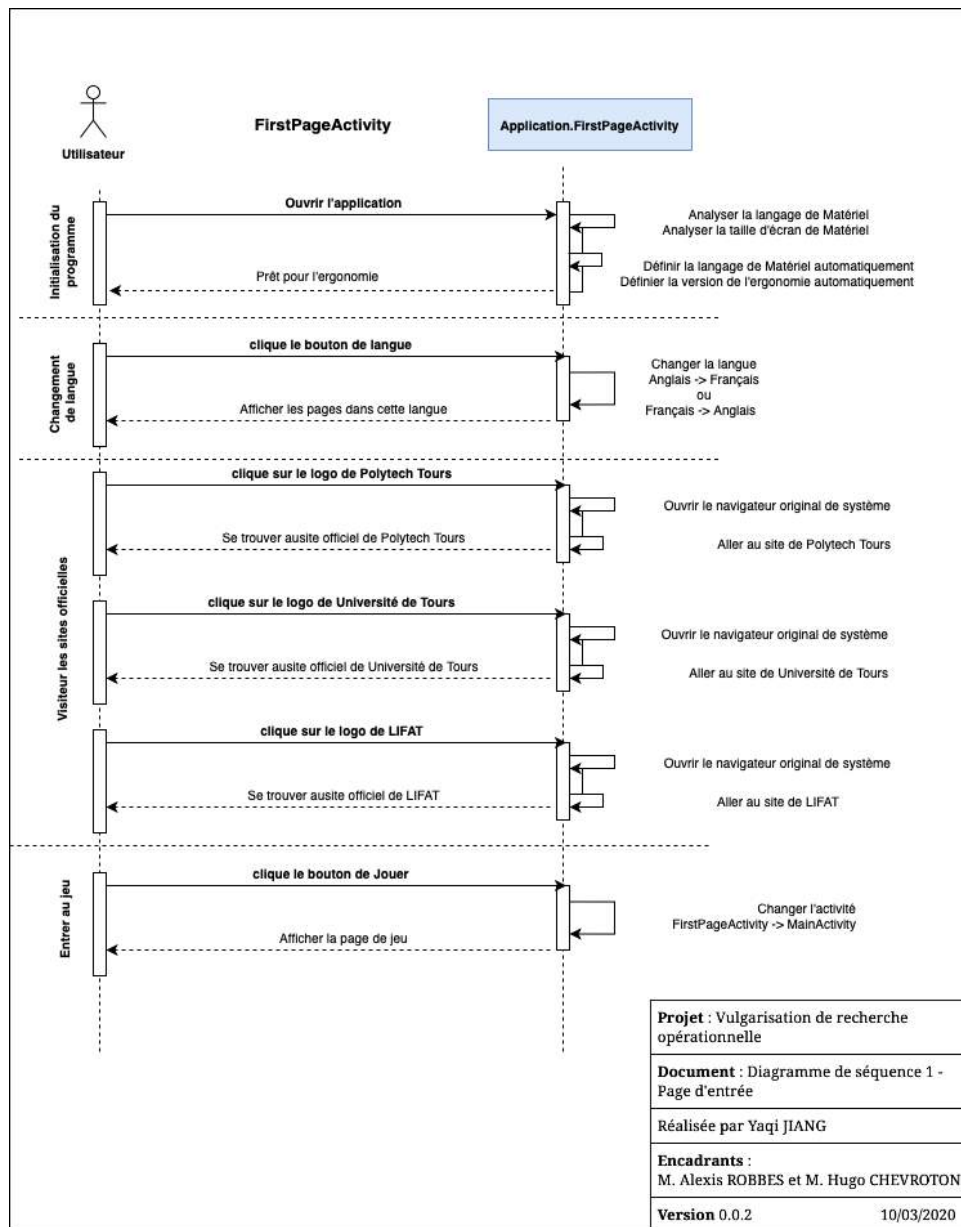 FirstPageActivity
Application.FirstPageActivity
Utilisateur
Initialisation du
programme
Ouvrir l'application
Analyser la langage de Matériel
Analyser la taille d'écran de Matériel
Définir la langage de Matériel automatiquement
Définier la version de l'ergonomie automatiquement
Prêt pour l'ergonomie
Changement
de langue
clique le bouton de langue
Changer la langue
Anglais -> Français
ou
Français -> Anglais
Afficher les pages dans cette langue
Visiteur les sites officielles
clique sur le logo de Polytech Tours
Ouvrir le navigateur original de système
Se trouver ausite officiel de Polytech Tours
Aller au site de Polytech Tours
clique sur le logo de Université de Tours
Ouvrir le navigateur original de système
Se trouver ausite officiel de Université de Tours
Aller au site de Université de Tours
clique sur le logo de LIFAT
Ouvrir le navigateur original de système
Se trouver ausite officiel de LIFAT
Aller au site de LIFAT
Entrer au jeu
clique le bouton de Jouer
Changer l'activité
FirstPageActivity -> MainActivity
Afficher la page de jeu
Projet : Vulgarisation de recherche
opérationnelle
Document : Diagramme de séquence 1 -
Page d'entrée
Réalisée par Yaqi JIANG
Encadrants :
M. Alexis ROBBES et M. Hugo CHEVROTON
Version 0.0.2 10/03/2020